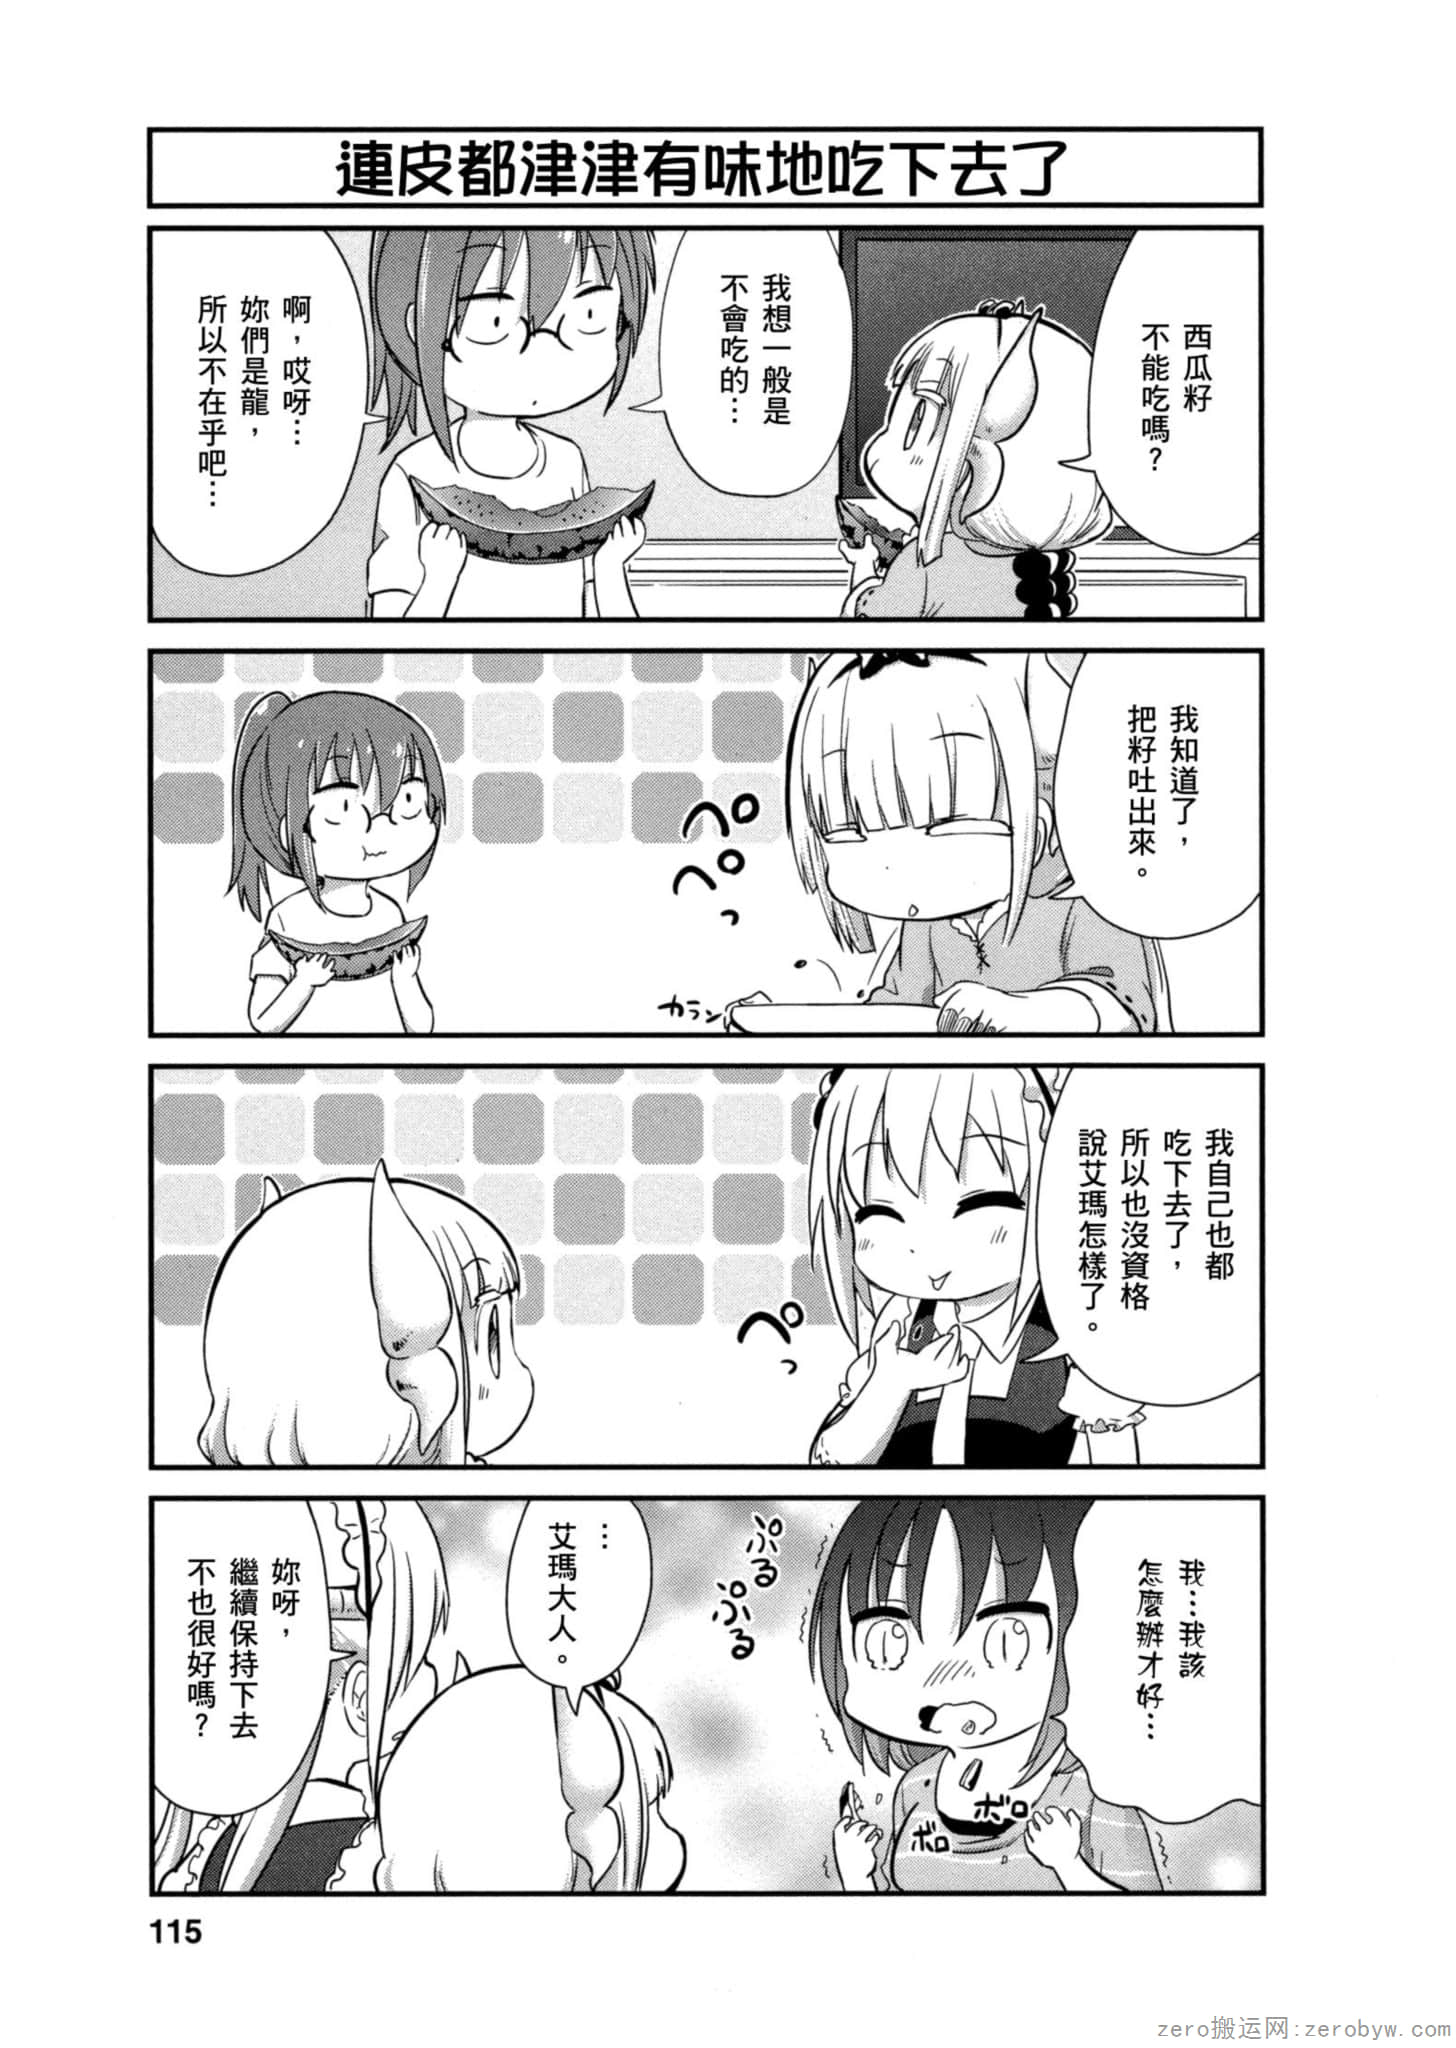 連皮都津津有味地吃下去了
西瓜籽
不能吃嗎？
我想一般是
不會吃的…
啊，哎呀…
妳們是龍，
所以不在乎吧…
我知道了，
把籽吐出來。
ペペっ
カラン
我自己也都
吃下去了，
所以也沒資格
說艾瑪怎樣了。
ペっ
我…我該
怎麼辦才好…
ぷる
ぷる
ボロ
ボロ
…
艾瑪大人。
妳呀，
繼續保持下去
不也很好嗎？
115
zero搬运网:zerobyw.com